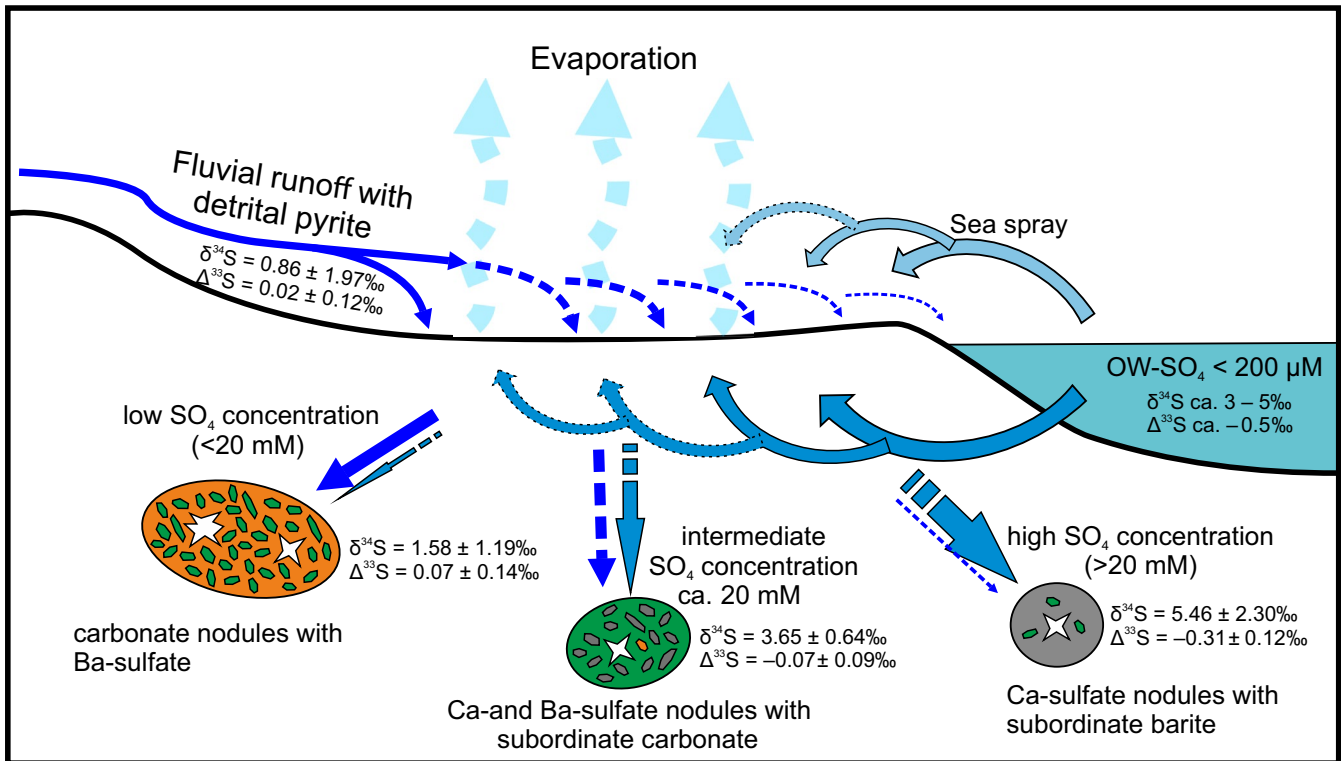 Evaporation
Fluvial runoff with
detrital pyrite
δ³⁴S = 0.86 ± 1.97‰
Δ³³S = 0.02 ± 0.12‰
Sea spray
OW-SO₄ < 200 µM
δ³⁴S ca. 3 – 5‰
Δ³³S ca. –0.5‰
low SO₄ concentration
(<20 mM)
δ³⁴S = 1.58 ± 1.19‰
Δ³³S = 0.07 ± 0.14‰
carbonate nodules with
Ba-sulfate
intermediate
SO₄ concentration
ca. 20 mM
δ³⁴S = 3.65 ± 0.64‰
Δ³³S = –0.07 ± 0.09‰
Ca-and Ba-sulfate nodules with
subordinate carbonate
high SO₄ concentration
(>20 mM)
δ³⁴S = 5.46 ± 2.30‰
Δ³³S = –0.31 ± 0.12‰
Ca-sulfate nodules with
subordinate barite